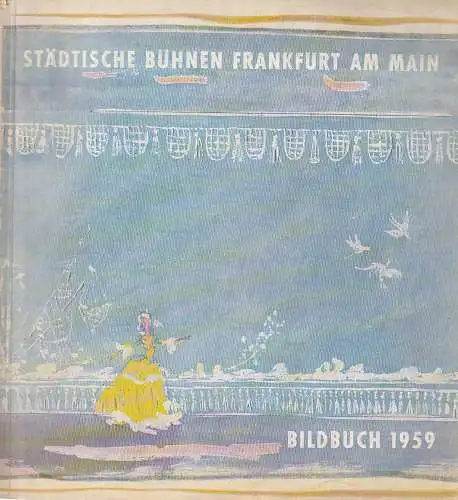 STÄDTISCHE BÜHNEN FRANKFURT AM MAIN
BILDBUCH 1959